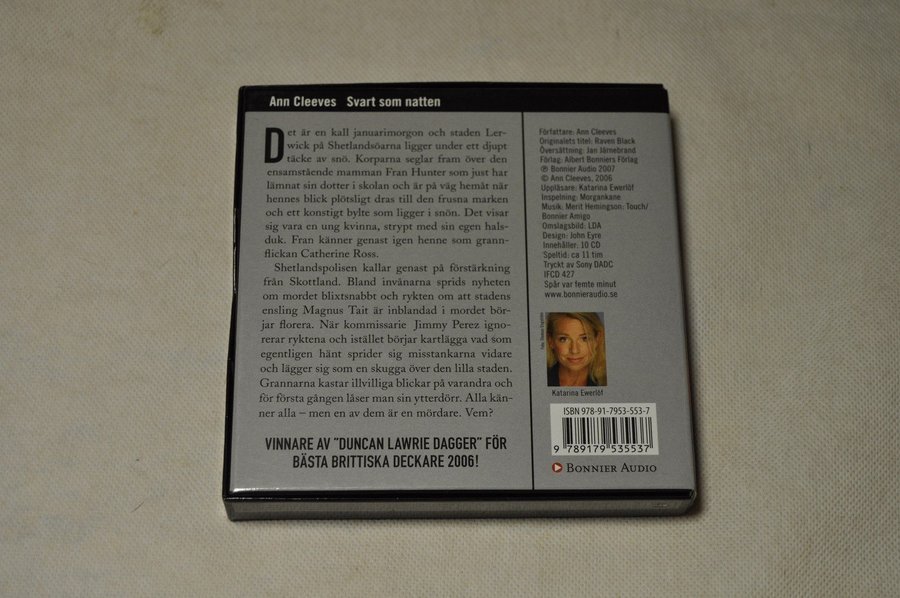 Ann Cleeves Svart som natten
Det är en kall januarimorgon och staden Ler-
wick på Shetlandsöarna ligger under ett djupt
täcke av snö. Korparna seglar fram över den
ensamstående mamman Fran Hunter som just har
lämnat sin dotter i skolan och är på väg hemåt när
hennes blick plötsligt dras till den frusna marken
och ett konstigt bylte som ligger i snön. Det visar
sig vara en ung kvinna, strypt med sin egen hals-
duk. Fran känner genast igen henne som grann-
flickan Catherine Ross.
Shetlandspolisen kallar genast på förstärkning
från Skottland. Bland invånarna sprids nyheten
om mordet blixtsnabbt och rykten om att stadens
ensling Magnus Tait är inblandad i mordet bör-
jar florera. När kommissarie Jimmy Perez igno-
rerar ryktena och istället börjar kartlägga vad som
egentligen hänt sprider sig misstankarna vidare
och lägger sig som en skugga över den lilla staden.
Grannarna kastar illvilliga blickar på varandra och
för första gången låser man sin ytterdörr. Alla kän-
ner alla – men en av dem är en mördare. Vem?
VINNARE AV "DUNCAN LAWRIE DAGGER" FÖR
BÄSTA BRITTISKA DECKARE 2006!
Författare: Ann Cleeves
Originalets titel: Raven Black
Översättning: Jan Järnebrand
Förlag: Albert Bonniers Förlag
℗ Bonnier Audio 2007
© Ann Cleeves, 2006
Uppläsare: Katarina Ewerlöf
Inspelning: Morgankane
Musik: Merit Hemingson: Touch/
Bonnier Amigo
Omslagsbild: LDA
Design: John Eyre
Innehåller: 10 CD
Speltid: ca 11 tim
Tryckt av Sony DADC
IFCD 427
Spår var femte minut
www.bonnieraudio.se
Katarina Ewerlöf
ISBN 978-91-7953-553-7
9 789179 535537
BONNIER AUDIO